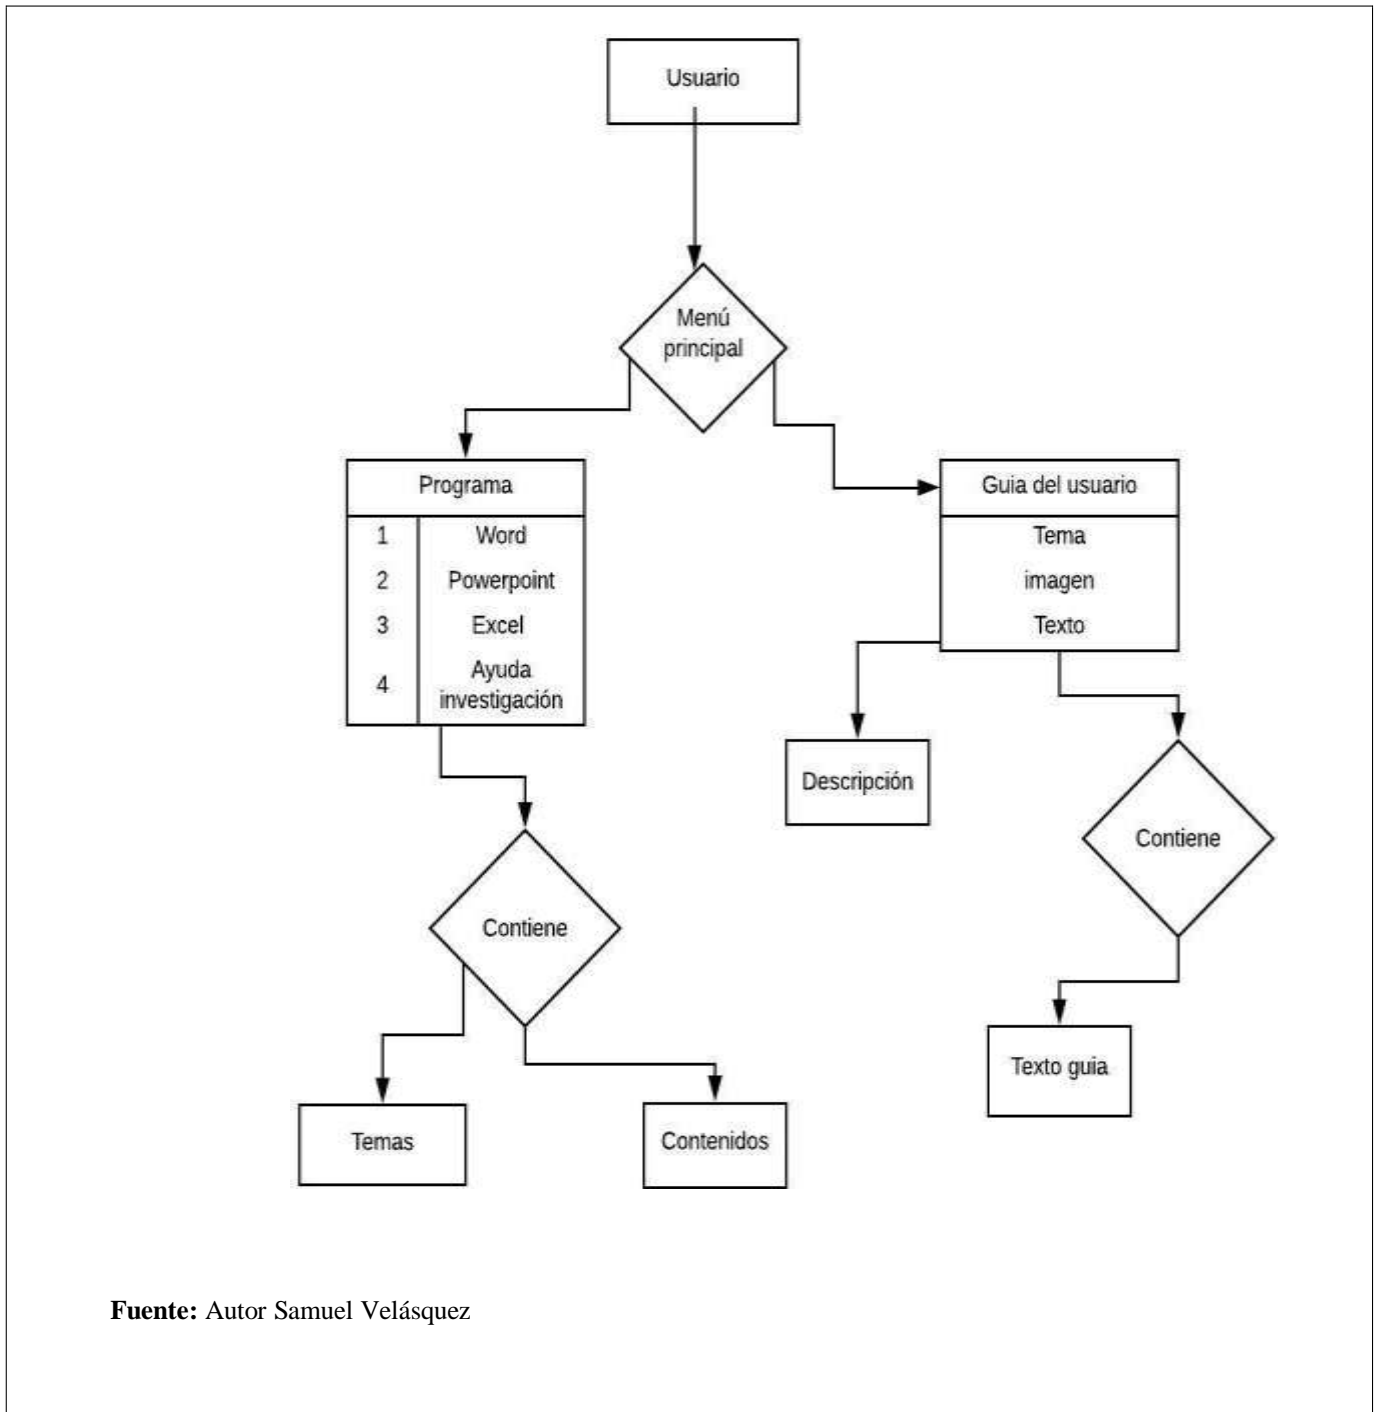 Usuario
Menú
principal
Programa
1 Word
2 Powerpoint
3 Excel
4 Ayuda
investigación
Guia del usuario
Tema
imagen
Texto
Descripción
Contiene
Contiene
Texto guia
Temas
Contenidos
Fuente: Autor Samuel Velásquez